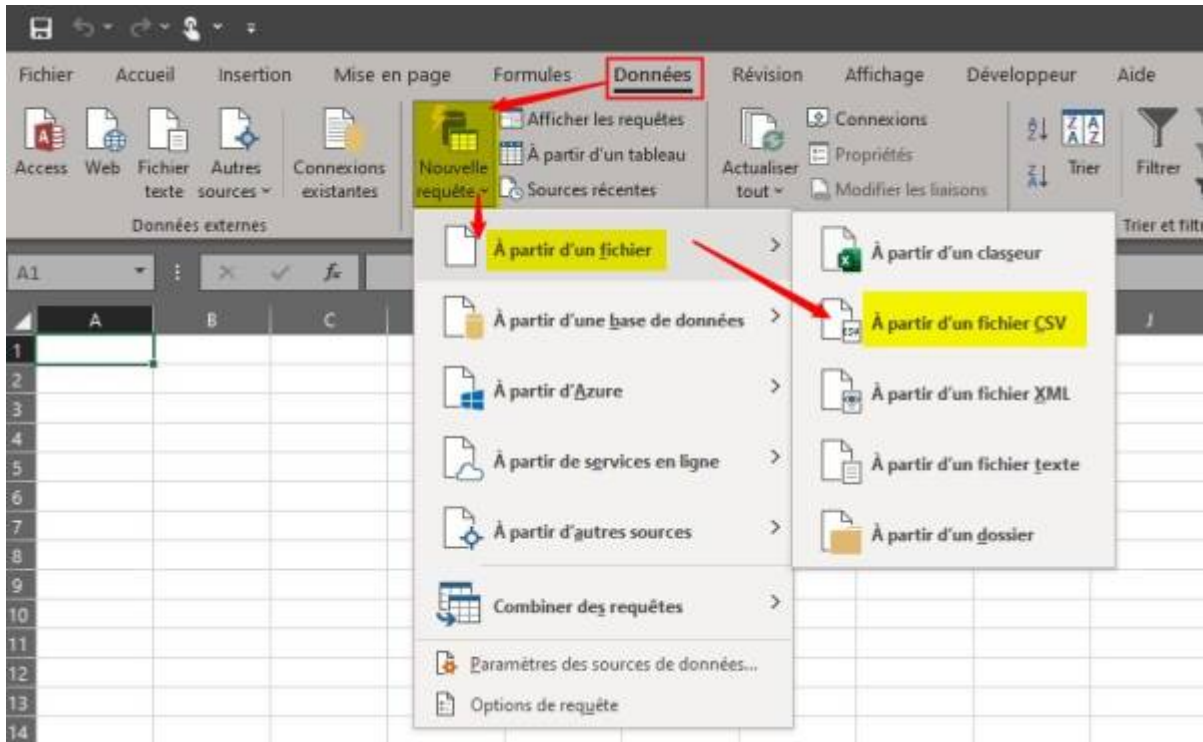 Fichier Accueil Insertion Mise en page Formules Données Révision Affichage Développeur Aide
Access Web Fichier texte Autres sources Connexions existantes
Nouvelle requête
Afficher les requêtes
À partir d'un tableau
Sources récentes
Actualiser tout
Connexions
Propriétés
Modifier les liaisons
Trier
Filtrer
Données externes
Trier et filt
A1
fx
A B C J
1
2
3
4
5
6
7
8
9
10
11
12
13
14
À partir d'un fichier
À partir d'une base de données
À partir d'Azure
À partir de services en ligne
À partir d'autres sources
Combiner des requêtes
Paramètres des sources de données...
Options de requête
À partir d'un classeur
À partir d'un fichier CSV
À partir d'un fichier XML
À partir d'un fichier texte
À partir d'un dossier